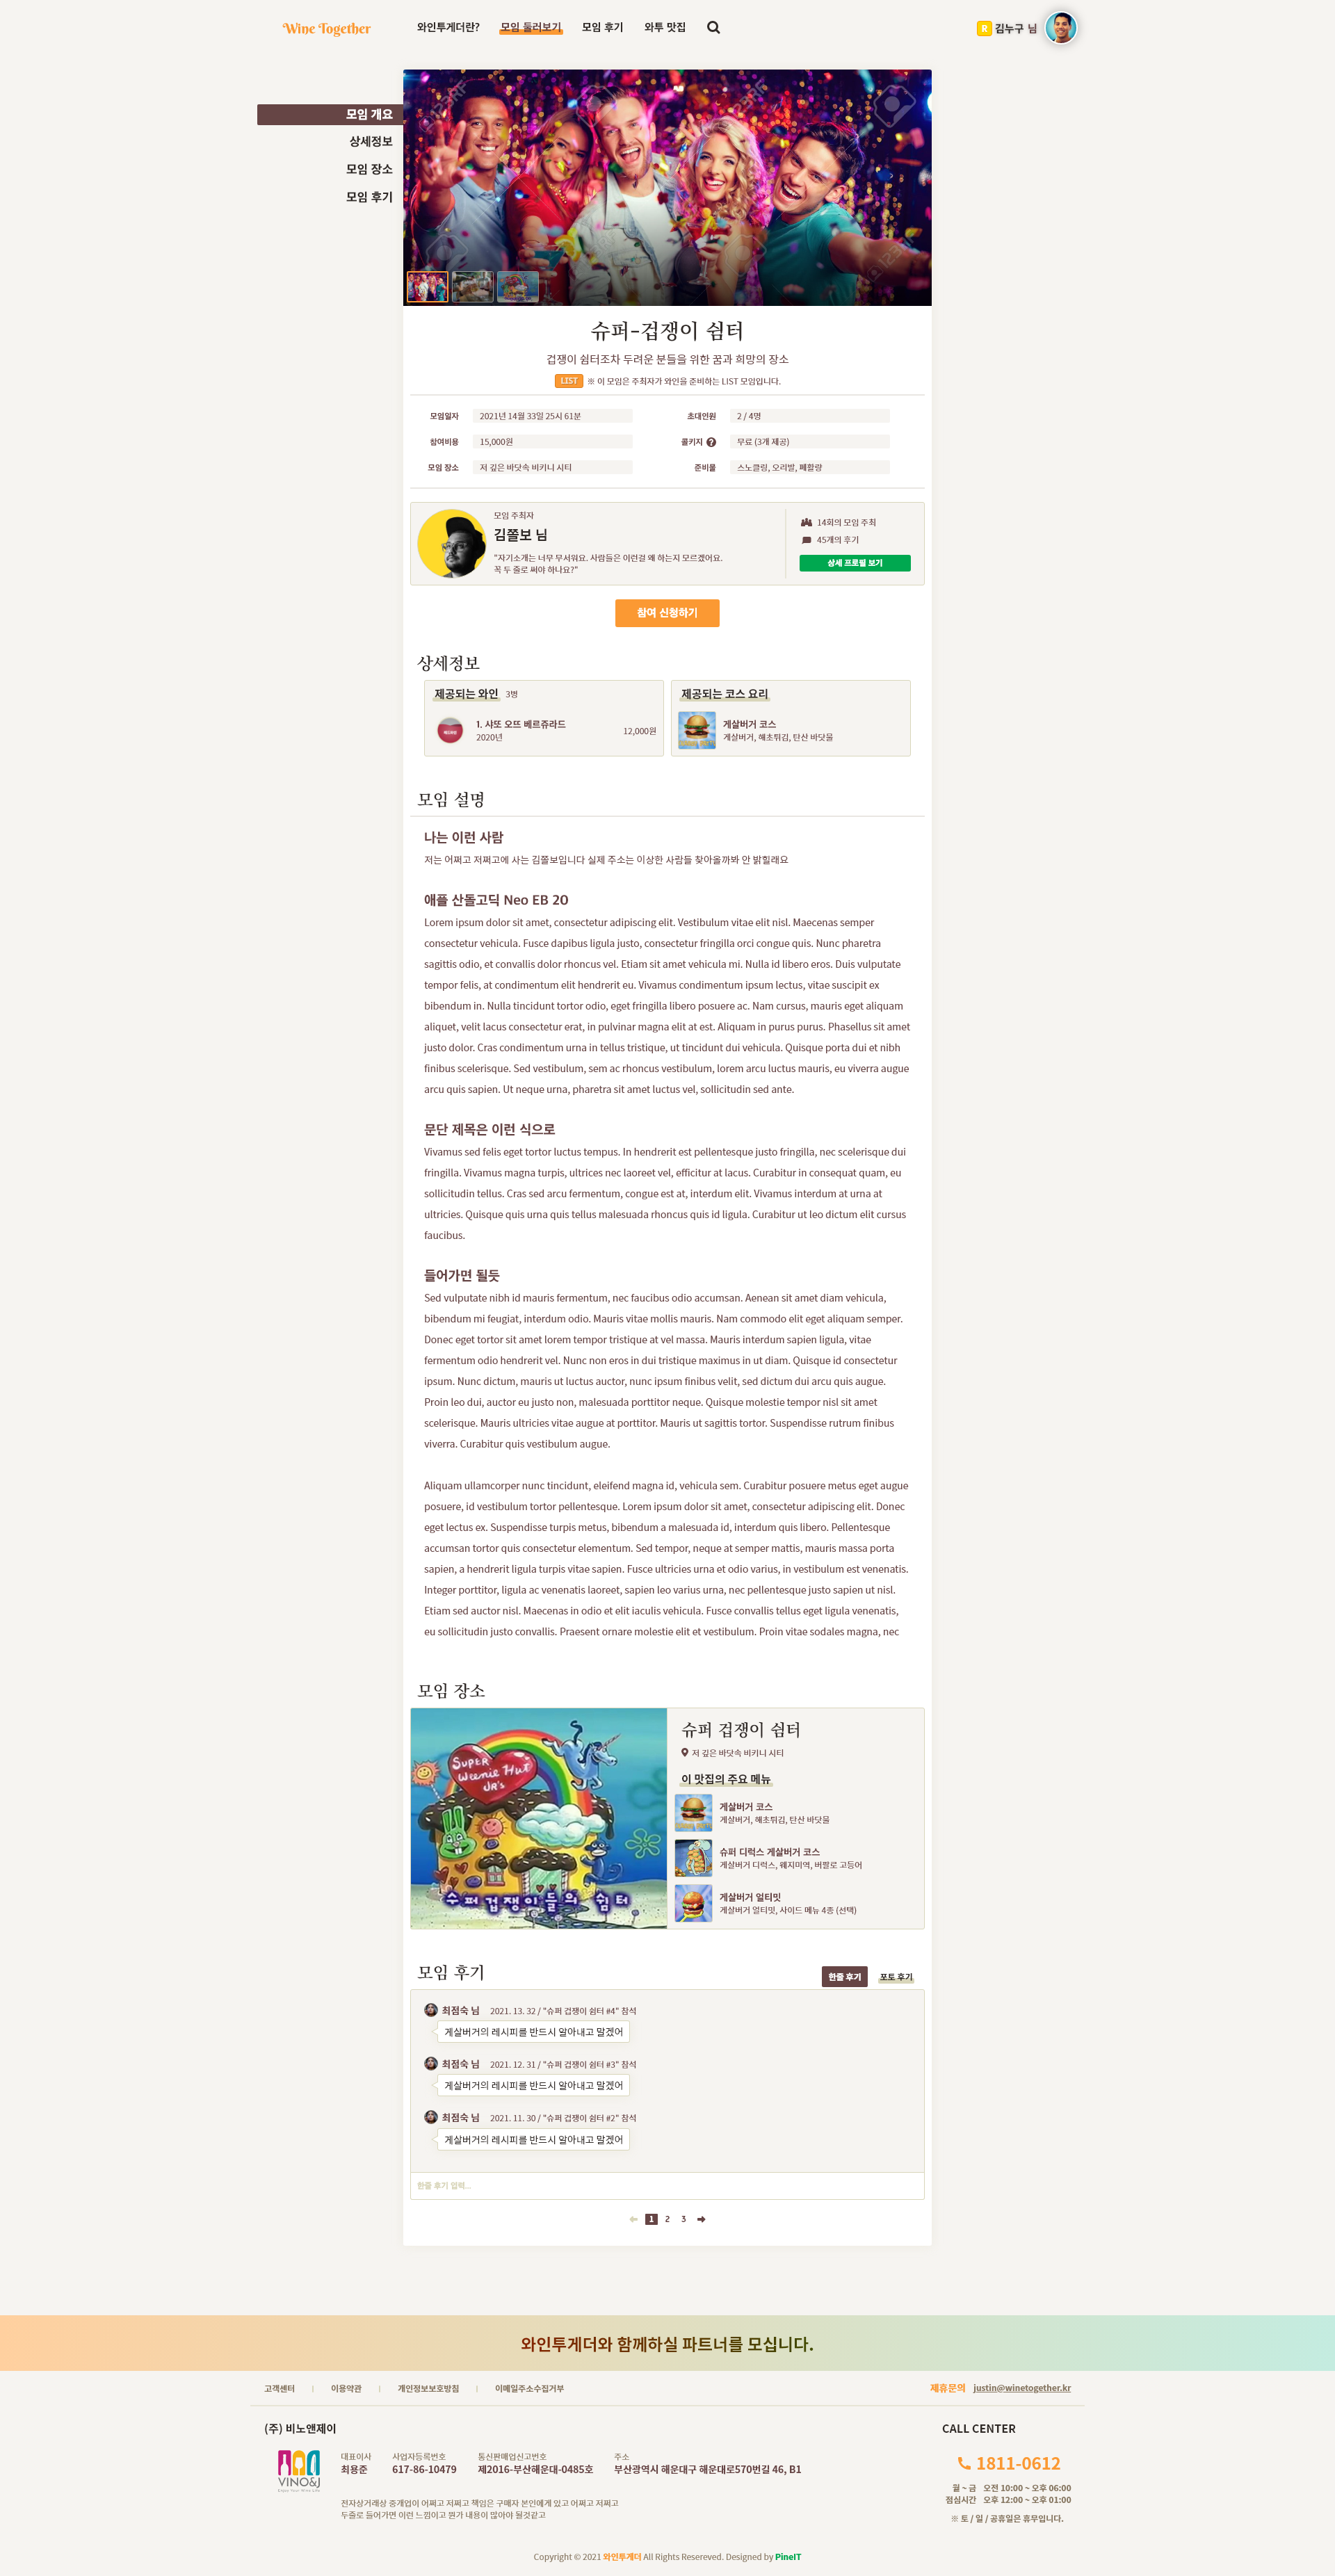 Wine Together
와인투게더란?
모임 둘러보기
모임 후기
와투 맛집
R 김누구 님
모임 개요
상세정보
모임 장소
모임 후기
123RF
슈퍼-겁쟁이 쉼터
겁쟁이 쉼터조차 두려운 분들을 위한 꿈과 희망의 장소
LIST ※ 이 모임은 주최자가 와인을 준비하는 LIST 모임입니다.
모임일자 2021년 14월 33일 25시 61분
초대인원 2 / 4명
참여비용 15,000원
콜키지 ? 무료 (3개 제공)
모임 장소 저 깊은 바닷속 비키니 시티
준비물 스노클링, 오리발, 폐활량
모임 주최자
김쫄보 님
"자기소개는 너무 무서워요. 사람들은 이런걸 왜 하는지 모르겠어요.
꼭 두 줄로 써야 하나요?"
14회의 모임 주최
45개의 후기
상세 프로필 보기
참여 신청하기
상세정보
제공되는 와인 3병
1. 샤또 오뜨 베르쥬라드
2020년
12,000원
제공되는 코스 요리
게살버거 코스
게살버거, 해초튀김, 탄산 바닷물
모임 설명
나는 이런 사람
저는 어쩌고 저쩌고에 사는 김쫄보입니다 실제 주소는 이상한 사람들 찾아올까봐 안 밝힐래요
애플 산돌고딕 Neo EB 20
Lorem ipsum dolor sit amet, consectetur adipiscing elit. Vestibulum vitae elit nisl. Maecenas semper
consectetur vehicula. Fusce dapibus ligula justo, consectetur fringilla orci congue quis. Nunc pharetra
sagittis odio, et convallis dolor rhoncus vel. Etiam sit amet vehicula mi. Nulla id libero eros. Duis vulputate
tempor felis, at condimentum elit hendrerit eu. Vivamus condimentum ipsum lectus, vitae suscipit ex
bibendum in. Nulla tincidunt tortor odio, eget fringilla libero posuere ac. Nam cursus, mauris eget aliquam
aliquet, velit lacus consectetur erat, in pulvinar magna elit at est. Aliquam in purus purus. Phasellus sit amet
justo dolor. Cras condimentum urna in tellus tristique, ut tincidunt dui vehicula. Quisque porta dui et nibh
finibus scelerisque. Sed vestibulum, sem ac rhoncus vestibulum, lorem arcu luctus mauris, eu viverra augue
arcu quis sapien. Ut neque urna, pharetra sit amet luctus vel, sollicitudin sed ante.
문단 제목은 이런 식으로
Vivamus sed felis eget tortor luctus tempus. In hendrerit est pellentesque justo fringilla, nec scelerisque dui
fringilla. Vivamus magna turpis, ultrices nec laoreet vel, efficitur at lacus. Curabitur in consequat quam, eu
sollicitudin tellus. Cras sed arcu fermentum, congue est at, interdum elit. Vivamus interdum at urna at
ultricies. Quisque quis urna quis tellus malesuada rhoncus quis id ligula. Curabitur ut leo dictum elit cursus
faucibus.
들어가면 될듯
Sed vulputate nibh id mauris fermentum, nec faucibus odio accumsan. Aenean sit amet diam vehicula,
bibendum mi feugiat, interdum odio. Mauris vitae mollis mauris. Nam commodo elit eget aliquam semper.
Donec eget tortor sit amet lorem tempor tristique at vel massa. Mauris interdum sapien ligula, vitae
fermentum odio hendrerit vel. Nunc non eros in dui tristique maximus in ut diam. Quisque id consectetur
ipsum. Nunc dictum, mauris ut luctus auctor, nunc ipsum finibus velit, sed dictum dui arcu quis augue.
Proin leo dui, auctor eu justo non, malesuada porttitor neque. Quisque molestie tempor nisl sit amet
scelerisque. Mauris ultricies vitae augue at porttitor. Mauris ut sagittis tortor. Suspendisse rutrum finibus
viverra. Curabitur quis vestibulum augue.
Aliquam ullamcorper nunc tincidunt, eleifend magna id, vehicula sem. Curabitur posuere metus eget augue
posuere, id vestibulum tortor pellentesque. Lorem ipsum dolor sit amet, consectetur adipiscing elit. Donec
eget lectus ex. Suspendisse turpis metus, bibendum a malesuada id, interdum quis libero. Pellentesque
accumsan tortor quis consectetur elementum. Sed tempor, neque at semper mattis, mauris massa porta
sapien, a hendrerit ligula turpis vitae sapien. Fusce ultricies urna et odio varius, in vestibulum est venenatis.
Integer porttitor, ligula ac venenatis laoreet, sapien leo varius urna, nec pellentesque justo sapien ut nisl.
Etiam sed auctor nisl. Maecenas in odio et elit iaculis vehicula. Fusce convallis tellus eget ligula venenatis,
eu sollicitudin justo convallis. Praesent ornare molestie elit et vestibulum. Proin vitae sodales magna, nec
모임 장소
SUPER
Weenie Hut
JR's
수퍼겁쟁이들의 쉼터
슈퍼 겁쟁이 쉼터
저 깊은 바닷속 비키니 시티
이 맛집의 주요 메뉴
게살버거 코스
게살버거, 해초튀김, 탄산 바닷물
슈퍼 디럭스 게살버거 코스
게살버거 디럭스, 웨지미역, 버팔로 고등어
게살버거 얼티밋
게살버거 얼티밋, 사이드 메뉴 4종 (선택)
모임 후기
한줄 후기
포토 후기
최점숙 님 2021. 13. 32 / "슈퍼 겁쟁이 쉼터 #4" 참석
게살버거의 레시피를 반드시 알아내고 말겠어
최점숙 님 2021. 12. 31 / "슈퍼 겁쟁이 쉼터 #3" 참석
게살버거의 레시피를 반드시 알아내고 말겠어
최점숙 님 2021. 11. 30 / "슈퍼 겁쟁이 쉼터 #2" 참석
게살버거의 레시피를 반드시 알아내고 말겠어
한줄 후기 입력...
1 2 3
와인투게더와 함께하실 파트너를 모십니다.
고객센터 | 이용약관 | 개인정보보호방침 | 이메일주소수집거부
제휴문의 justin@winetogether.kr
(주) 비노앤제이
VINO&J
대표이사
최용준
사업자등록번호
617-86-10479
통신판매업신고번호
제2016-부산해운대-0485호
주소
부산광역시 해운대구 해운대로570번길 46, B1
전자상거래상 중개업이 어쩌고 저쩌고 책임은 구매자 본인에게 있고 어쩌고 저쩌고
두줄로 들어가면 이런 느낌이고 뭔가 내용이 많아야 될것같고
CALL CENTER
1811-0612
월 ~ 금 오전 10:00 ~ 오후 06:00
점심시간 오후 12:00 ~ 오후 01:00
※ 토 / 일 / 공휴일은 휴무입니다.
Copyright © 2021 와인투게더 All Rights Resereved. Designed by PineIT